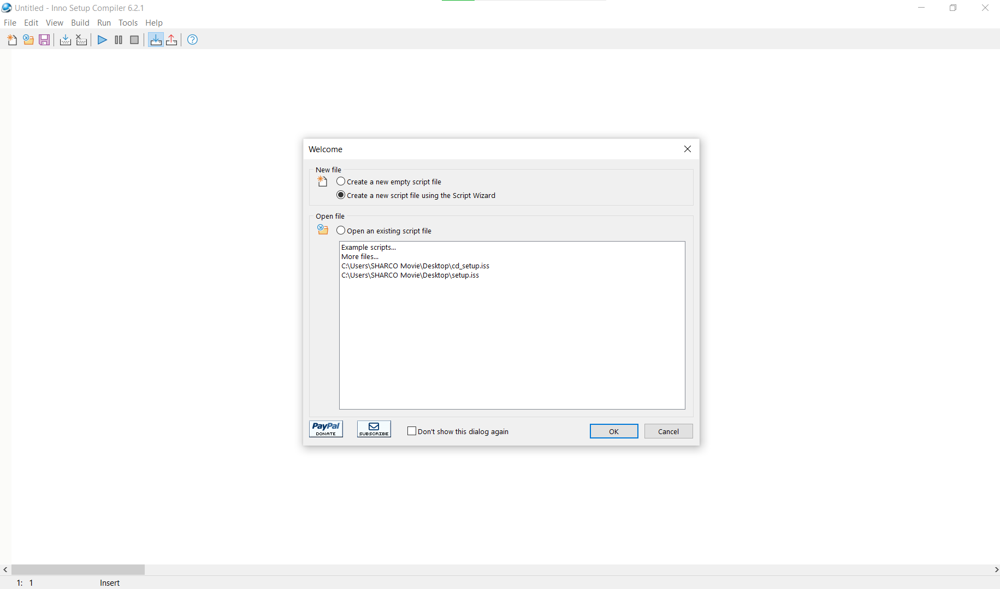 Untitled - Inno Setup Compiler 6.2.1
File Edit View Build Run Tools Help
Welcome
New file
Create a new empty script file
Create a new script file using the Script Wizard
Open file
Open an existing script file
Example scripts...
More files...
C:\Users\SHARCO Movie\Desktop\cd_setup.iss
C:\Users\SHARCO Movie\Desktop\setup.iss
PayPal
DONATE
SUBSCRIBE
Don't show this dialog again
OK
Cancel
1: 1
Insert